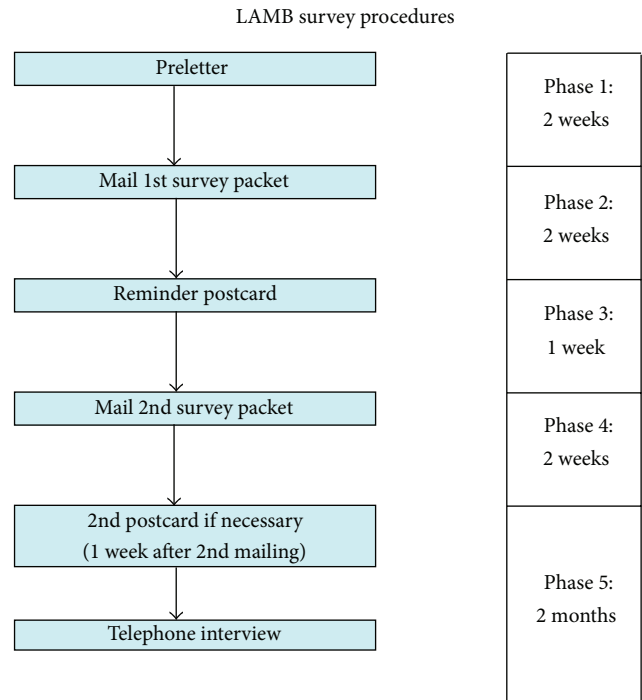 LAMB survey procedures
Preletter
Phase 1:
2 weeks
Mail 1st survey packet
Phase 2:
2 weeks
Reminder postcard
Phase 3:
1 week
Mail 2nd survey packet
Phase 4:
2 weeks
2nd postcard if necessary
(1 week after 2nd mailing)
Phase 5:
2 months
Telephone interview